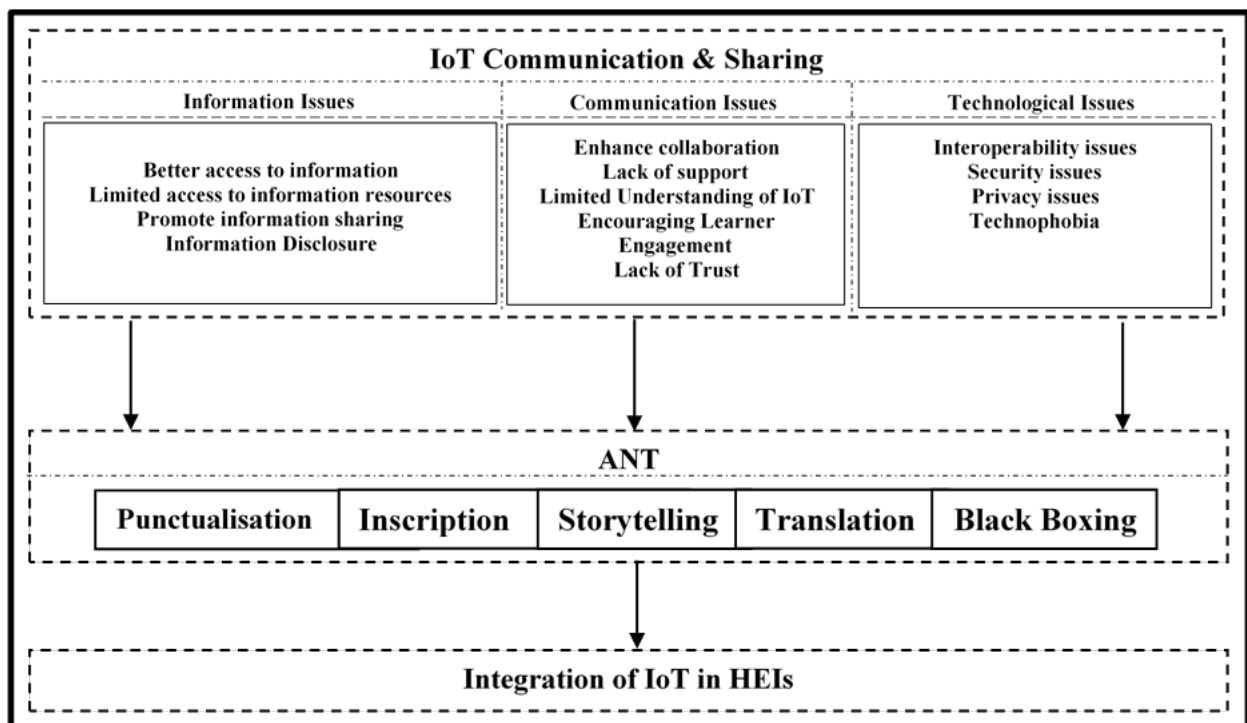 IoT Communication & Sharing
Information Issues
Better access to information
Limited access to information resources
Promote information sharing
Information Disclosure
Communication Issues
Enhance collaboration
Lack of support
Limited Understanding of IoT
Encouraging Learner
Engagement
Lack of Trust
Technological Issues
Interoperability issues
Security issues
Privacy issues
Technophobia
ANT
Punctualisation
Inscription
Storytelling
Translation
Black Boxing
Integration of IoT in HEIs